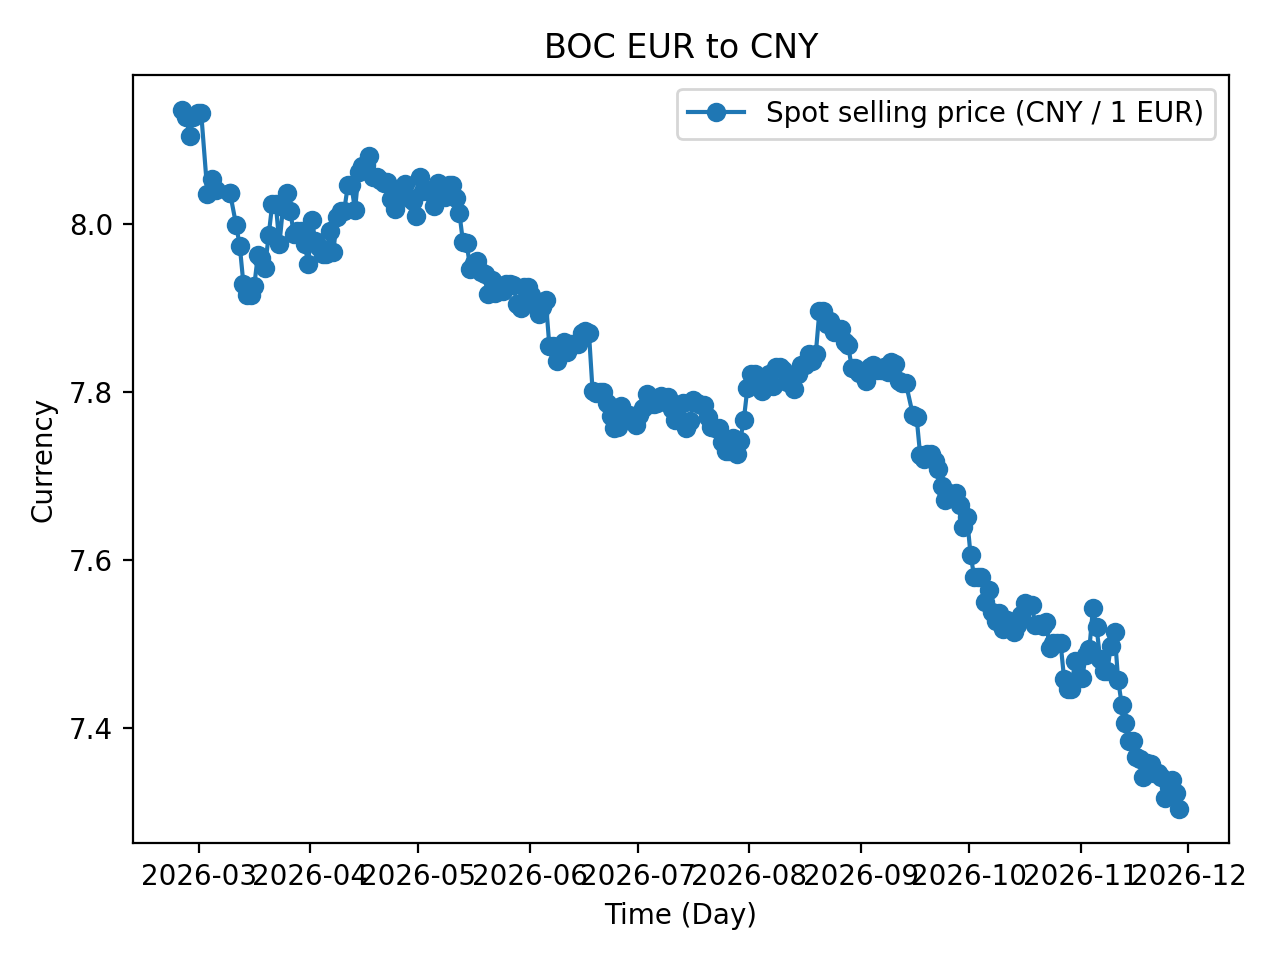 BOC EUR to CNY
Spot selling price (CNY / 1 EUR)
Currency
8.0
7.8
7.6
7.4
2026-03 2026-04 2026-05 2026-06 2026-07 2026-08 2026-09 2026-10 2026-11 2026-12
Time (Day)